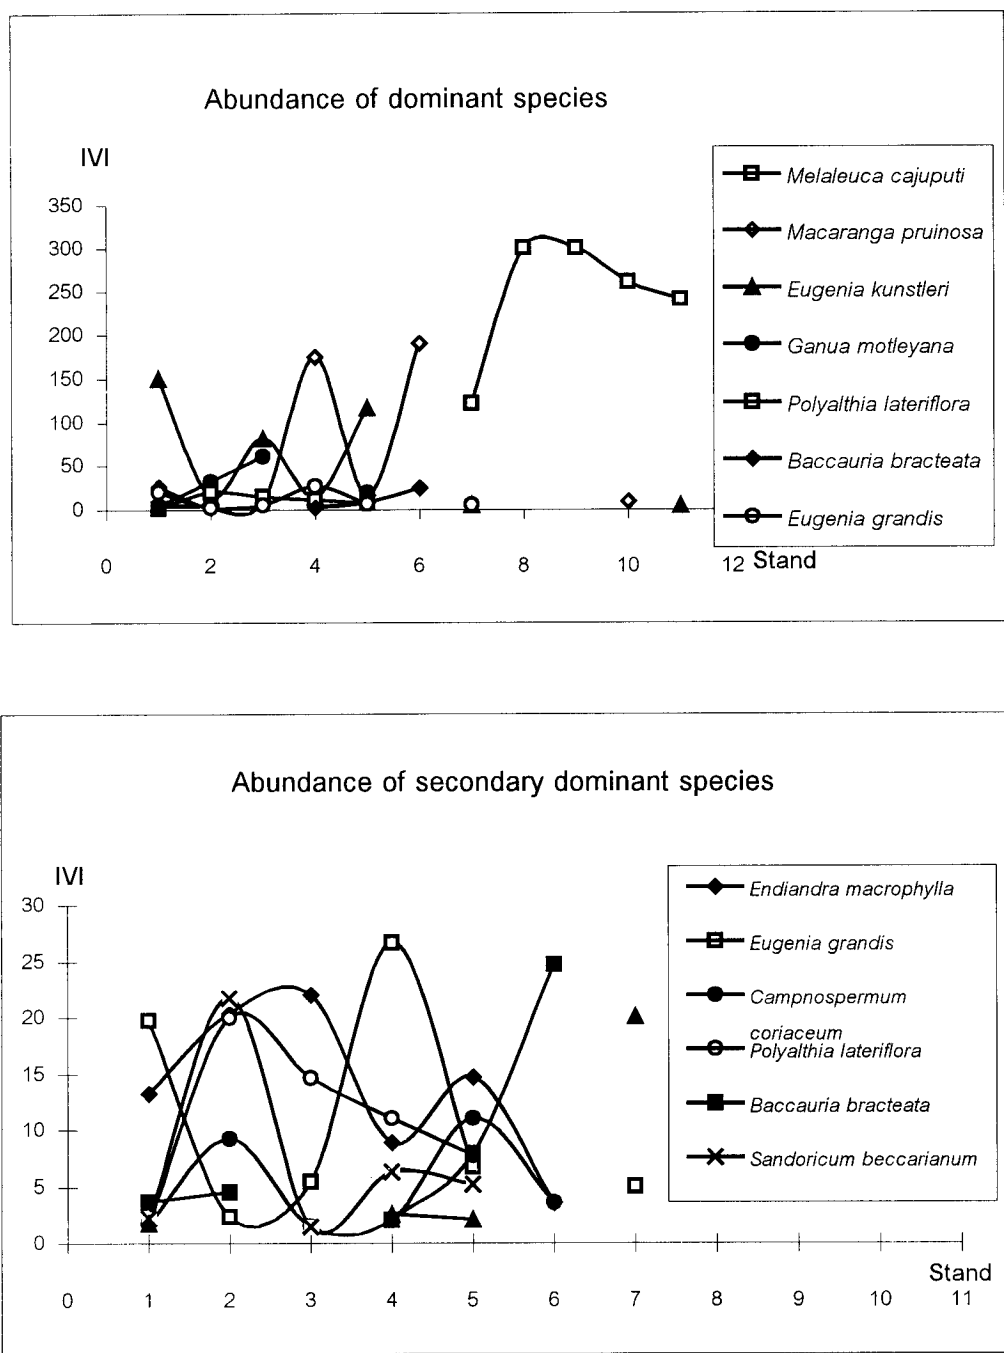 Abundance of dominant species
IVI
350
300
250
200
150
100
50
0
0 2 4 6 8 10 12 Stand
Melaleuca cajuputi
Macaranga pruinosa
Eugenia kunstleri
Ganua motleyana
Polyalthia lateriflora
Baccauria bracteata
Eugenia grandis
Abundance of secondary dominant species
IVI
30
25
20
15
10
5
0
Stand
0 1 2 3 4 5 6 7 8 9 10 11
Endiandra macrophylla
Eugenia grandis
Campnospermum
coriaceum
Polyalthia lateriflora
Baccauria bracteata
Sandoricum beccarianum